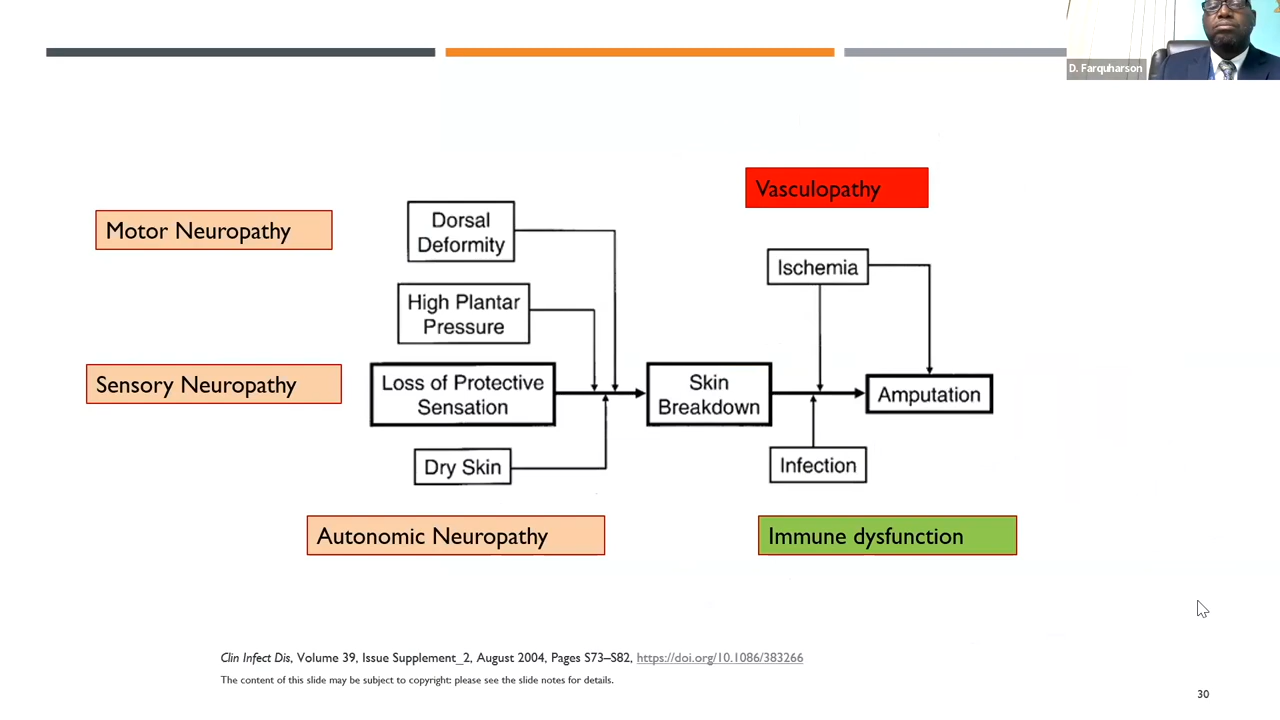 D. Farquharson
Vasculopathy
Motor Neuropathy
Dorsal
Deformity
Ischemia
High Plantar
Pressure
Sensory Neuropathy
Loss of Protective
Sensation
Skin
Breakdown
Amputation
Dry Skin
Infection
Autonomic Neuropathy
Immune dysfunction
Clin Infect Dis, Volume 39, Issue Supplement_2, August 2004, Pages S73–S82, https://doi.org/10.1086/383266
The content of this slide may be subject to copyright: please see the slide notes for details.
30